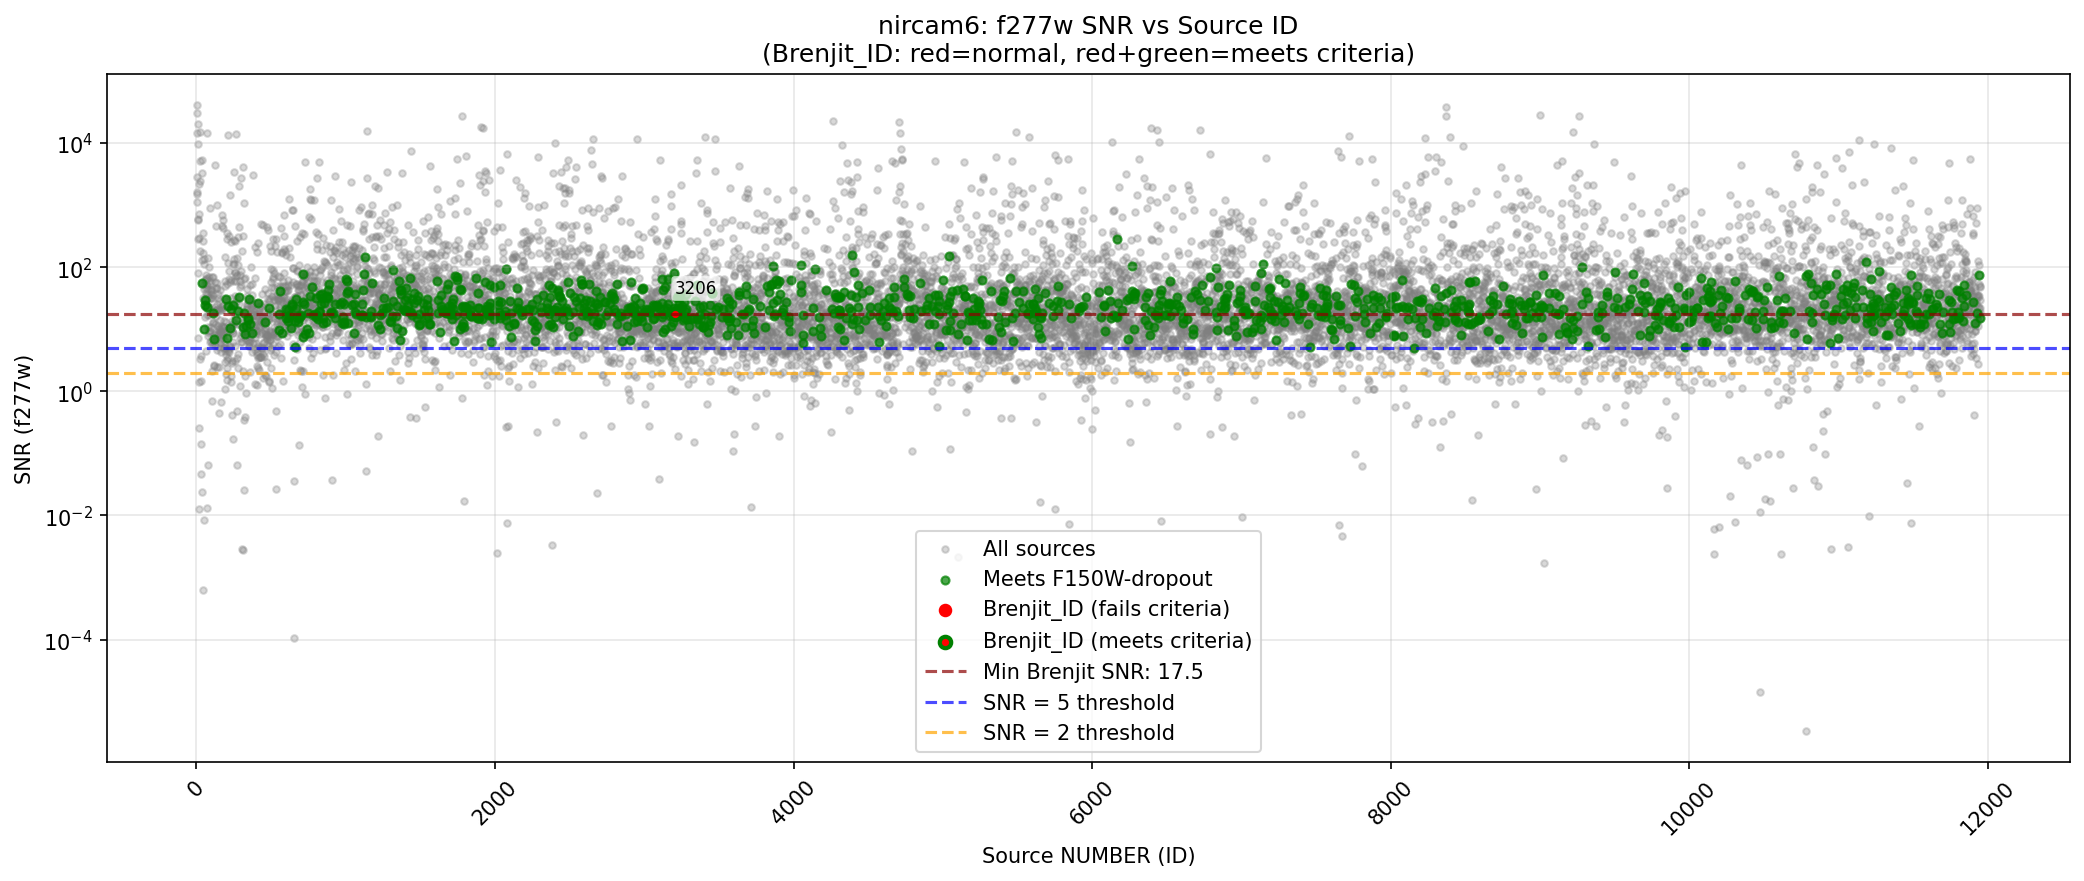 nircam6: f277w SNR vs Source ID
(Brenjit_ID: red=normal, red+green=meets criteria)
SNR (f277w)
10^4
10^2
10^0
10^-2
10^-4
3206
All sources
Meets F150W-dropout
Brenjit_ID (fails criteria)
Brenjit_ID (meets criteria)
Min Brenjit SNR: 17.5
SNR = 5 threshold
SNR = 2 threshold
0
2000
4000
6000
8000
10000
12000
Source NUMBER (ID)